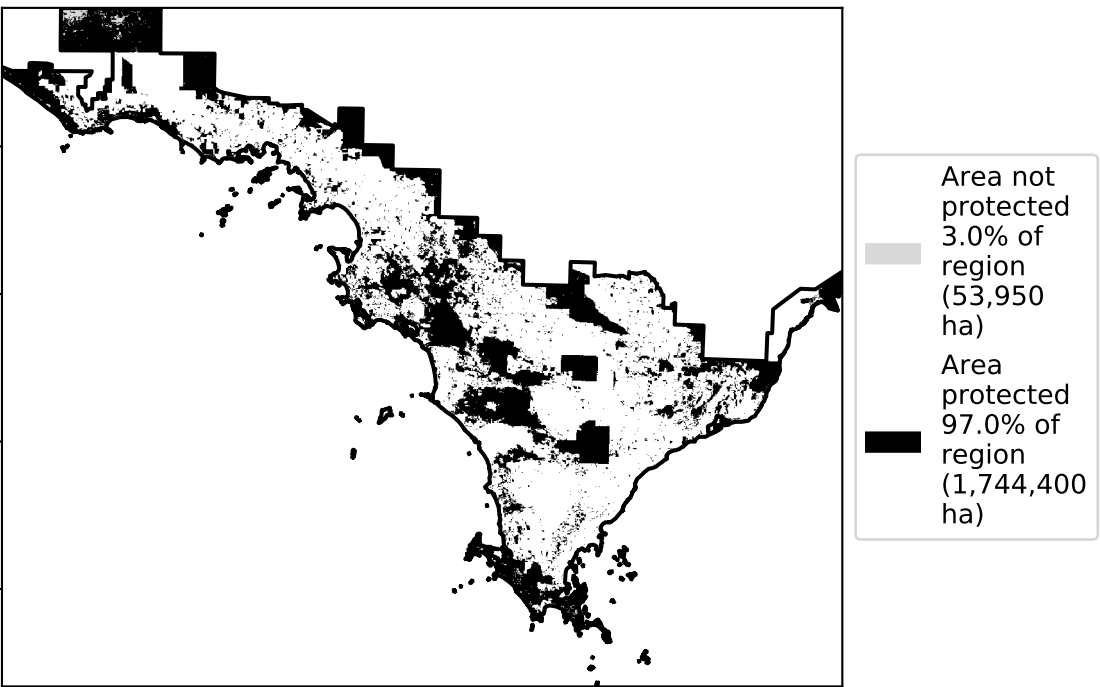 Area not
protected
3.0% of
region
(53,950
ha)
Area
protected
97.0% of
region
(1,744,400
ha)